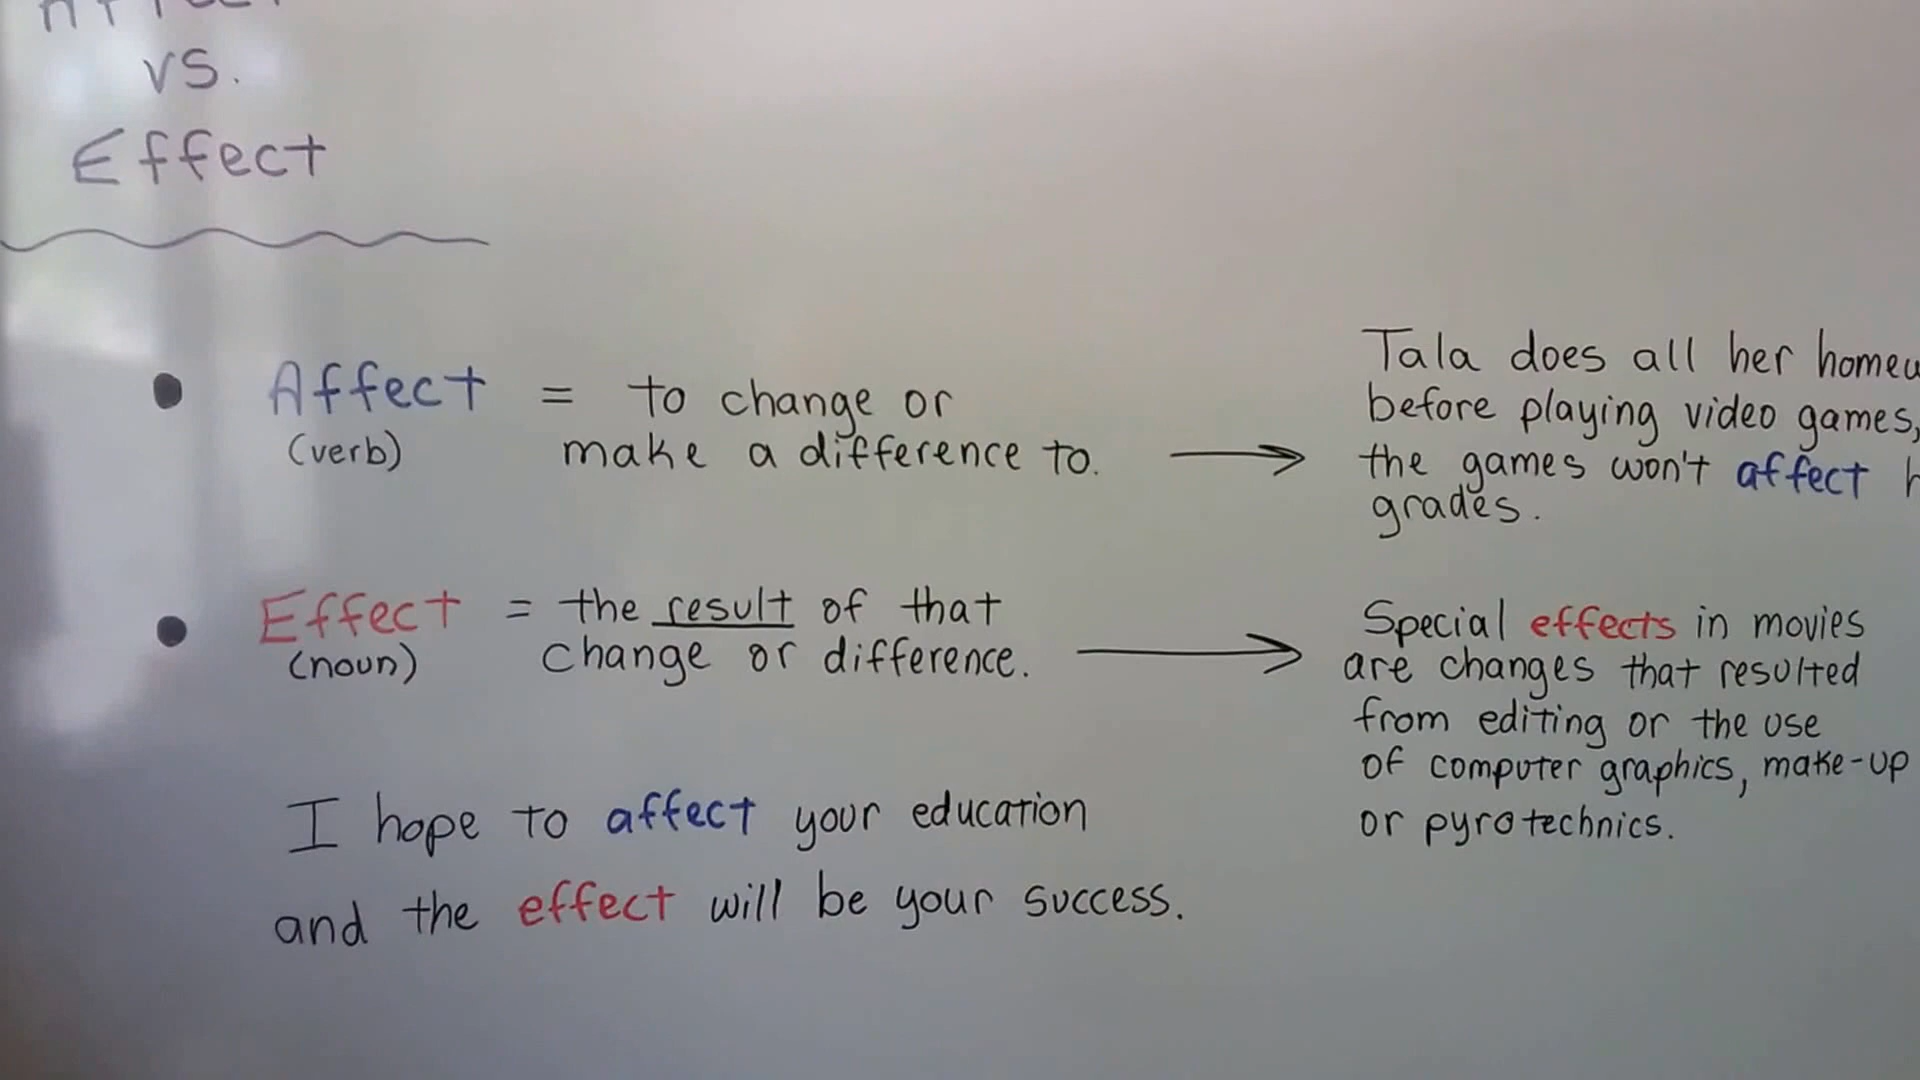 vs.
Effect
Affect = to change or
(verb) make a difference to.
Tala does all her
before playing video games,
the games won't affect
grades.
Effect = the result of that
(noun) change or difference.
Special effects in movies
are changes that resulted
from editing or the use
of computer graphics, make-up
or pyrotechnics.
I hope to affect your education
and the effect will be your success.